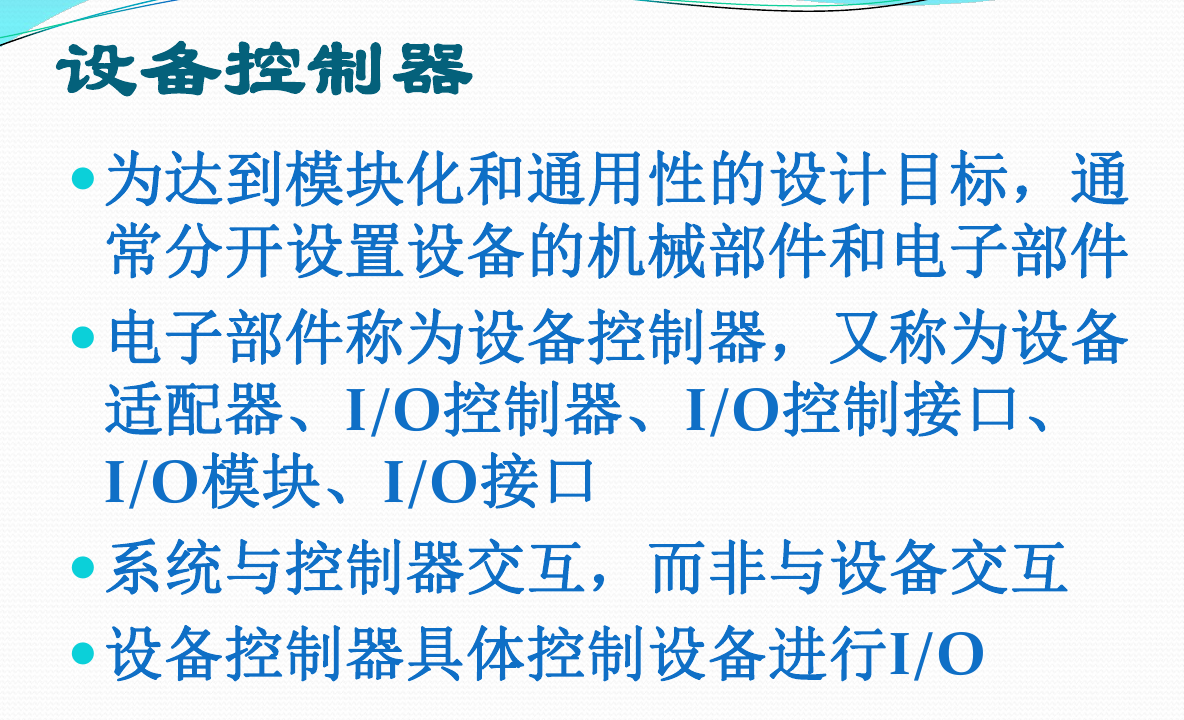 设备控制器
•为达到模块化和通用性的设计目标，通
常分开设置设备的机械部件和电子部件
•电子部件称为设备控制器，又称为设备
适配器、I/O控制器、I/O控制接口、
I/O模块、I/O接口
•系统与控制器交互，而非与设备交互
•设备控制器具体控制设备进行I/O